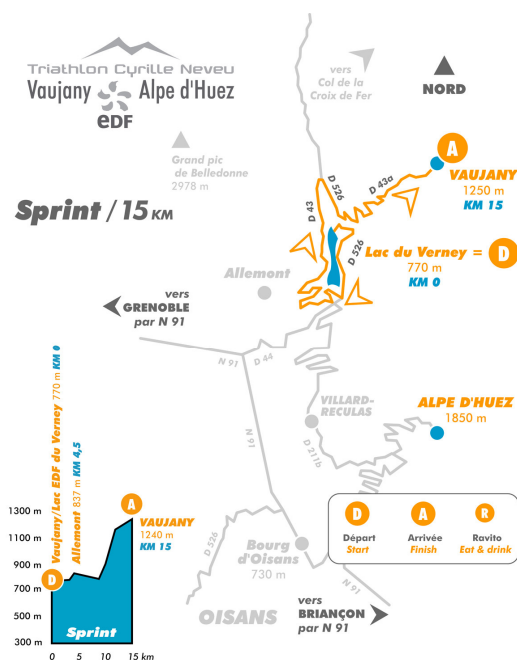 Triathlon Cyrille Neveu
Vaujany Alpe d'Huez
eDF
vers
Col de la
Croix de Fer
NORD
Grand pic
de Belledonne
2978 m
A
VAUJANY
1250 m
KM 15
D 526
D 43a
D 43
D 526
Sprint / 15 KM
Lac du Verney = D
770 m
KM 0
Allemont
vers
GRENOBLE
par N 91
N 91
D 44
VILLARD-
RECULAS
ALPE D'HUEZ
1850 m
N 91
D 211b
D 526
Bourg
d'Oisans
730 m
N 91
OISANS
vers
BRIANÇON
par N 91
D
A
R
Départ
Arrivée
Ravito
Start
Finish
Eat & drink
Vaujany/Lac EDF du Verney 770 m KM 0
Allemont 837 m KM 4,5
A
VAUJANY
1240 m
KM 15
D
1300 m
1100 m
900 m
700 m
500 m
300 m
Sprint
0 5 10 15 km